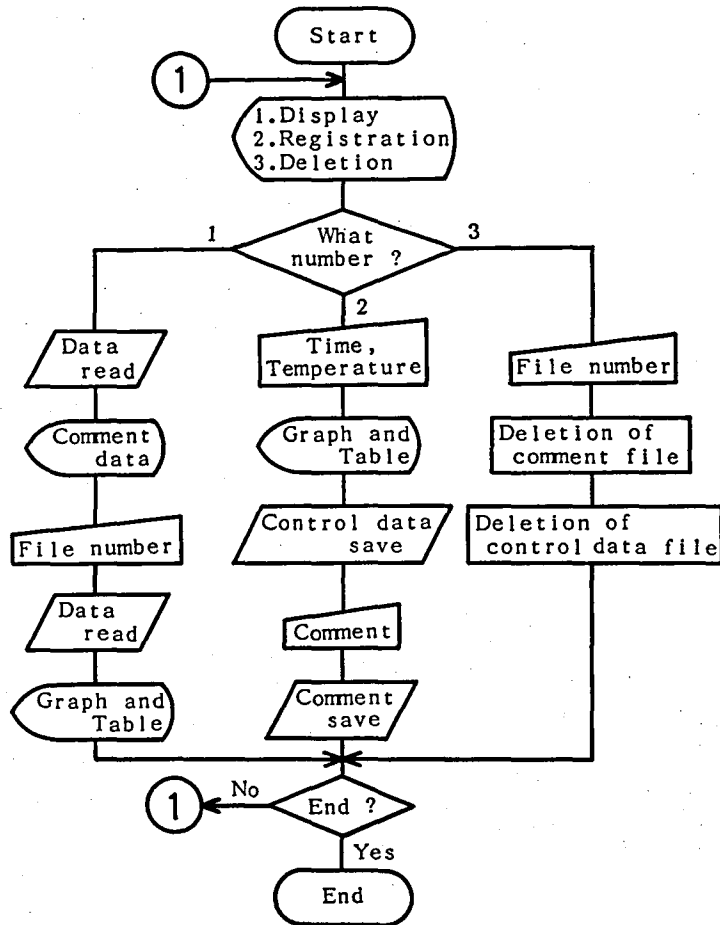 Start
1
1.Display
2.Registration
3.Deletion
What
number ?
1
3
2
Data
read
Comment
data
File number
Data
read
Graph and
Table
Time,
Temperature
Graph and
Table
Control data
save
Comment
Comment
save
File number
Deletion of
comment file
Deletion of
control data file
End ?
No
1
Yes
End